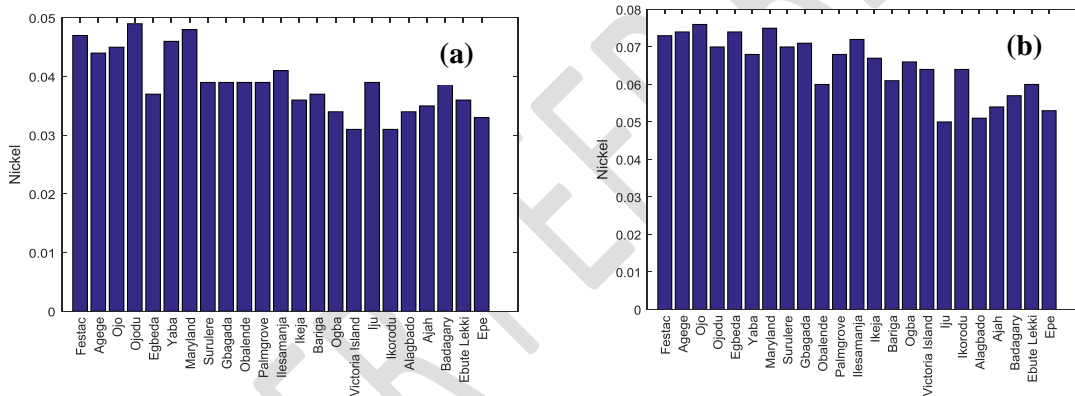 (a)
Nickel
0.05
0.04
0.03
0.02
0.01
0
Festac
Agege
Ojo
Ojodu
Egbeda
Yaba
Maryland
Surulere
Gbagada
Obalende
Palmgrove
Ilesamanja
Ikeja
Bariga
Ogba
Victoria Island
Iju
Ikorodu
Alagbado
Ajah
Badagary
Ebute Lekki
Epe
(b)
Nickel
0.08
0.07
0.06
0.05
0.04
0.03
0.02
0.01
0
Festac
Agege
Ojo
Ojodu
Egbeda
Yaba
Maryland
Surulere
Gbagada
Obalende
Palmgrove
Illesamanja
Ikeja
Bariga
Ogba
Victoria Island
Iju
Ikorodu
Alagbado
Ajah
Badagary
Ebute Lekki
Epe